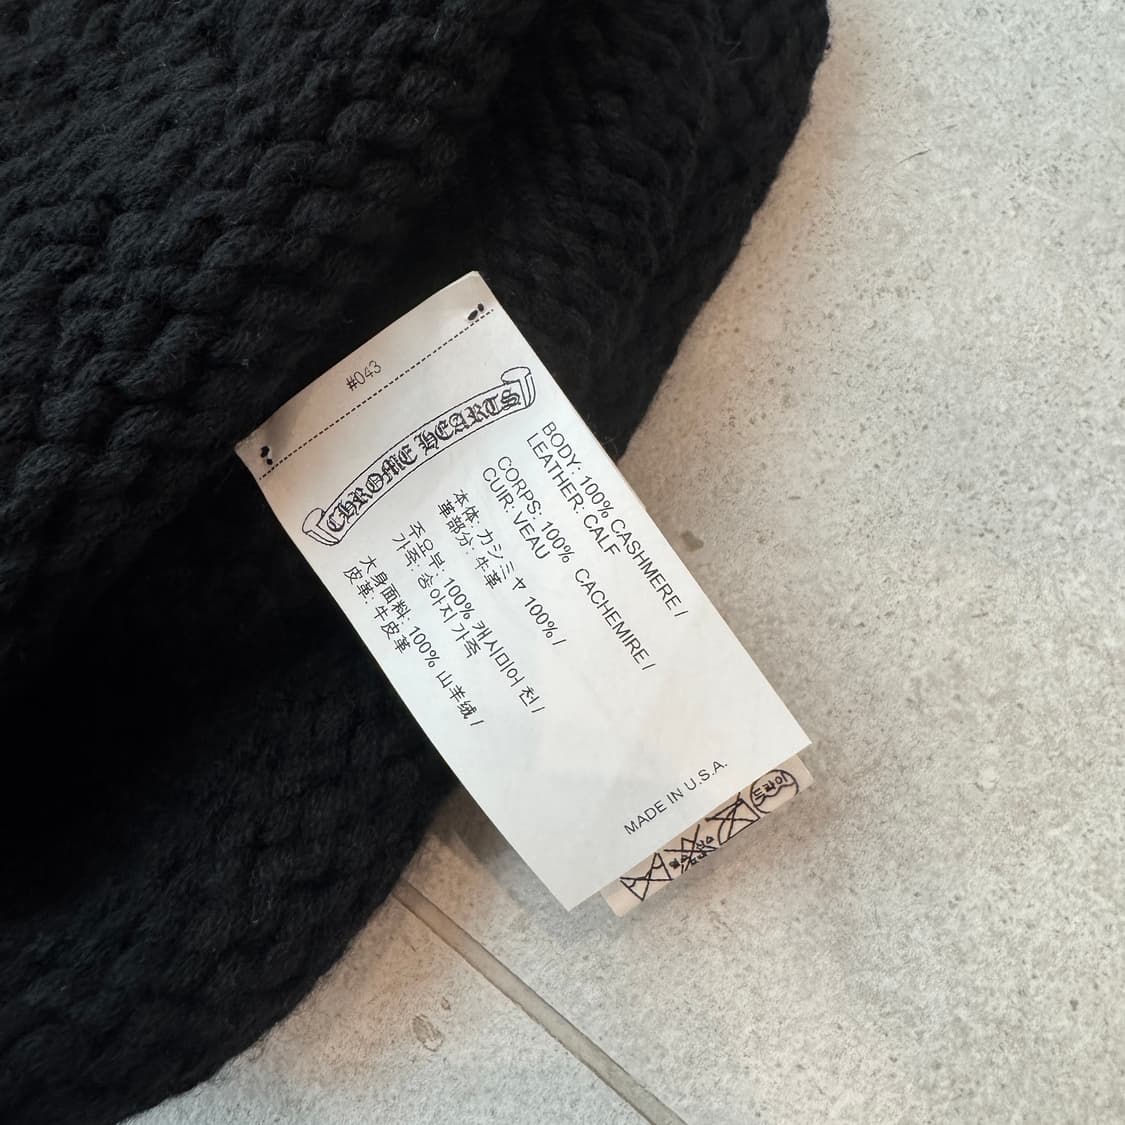 #043
CHROME HEARTS
BODY: 100% CASHMERE /
LEATHER: CALF
CORPS: 100% CACHEMIRE /
CUIR: VEAU
本体: カシミヤ 100% /
革部分: 牛革
주요부: 100% 캐시미어 천 /
가죽: 송아지 가죽
大身面料: 100% 山羊绒 /
皮革: 牛皮革
MADE IN U.S.A.